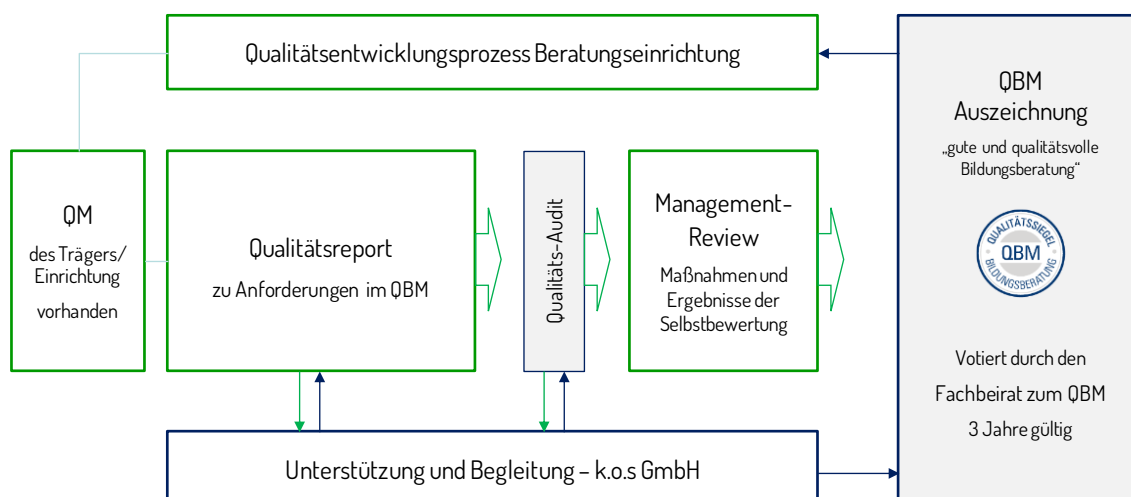 Qualitätsentwicklungsprozess Beratungseinrichtung
QM
des Trägers/
Einrichtung
vorhanden
Qualitätsreport
zu Anforderungen im QBM
Qualitäts-Audit
Management-
Review
Maßnahmen und
Ergebnisse der
Selbstbewertung
QBM
Auszeichnung
„gute und qualitätsvolle
Bildungsberatung“
QUALITÄTSSIEGEL
QBM
BILDUNGSBERATUNG
Votiert durch den
Fachbeirat zum QBM
3 Jahre gültig
Unterstützung und Begleitung – k.o.s GmbH